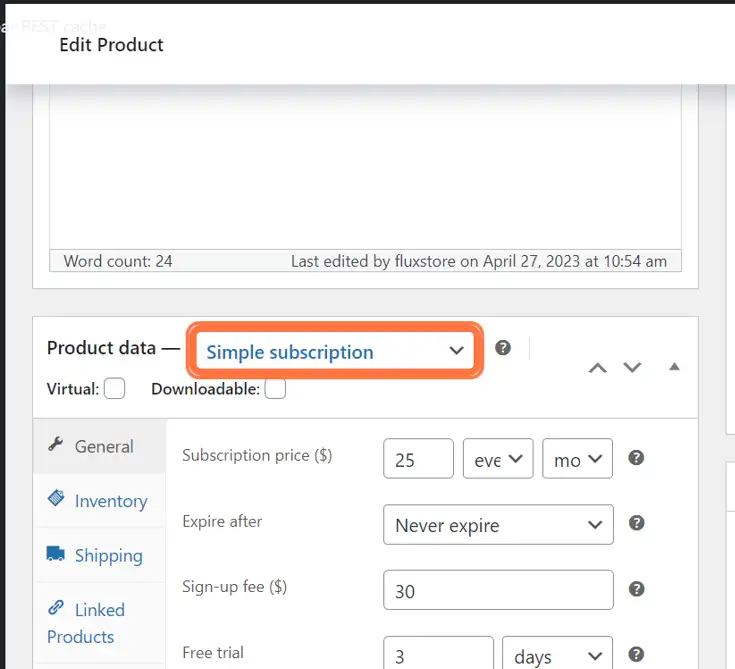 ar REST cache
Edit Product
Word count: 24 Last edited by fluxstore on April 27, 2023 at 10:54 am
Product data — Simple subscription
Virtual: Downloadable:
General
Subscription price ($) 25 eve mo
Inventory
Expire after Never expire
Shipping
Sign-up fee ($) 30
Linked
Products
Free trial 3 days